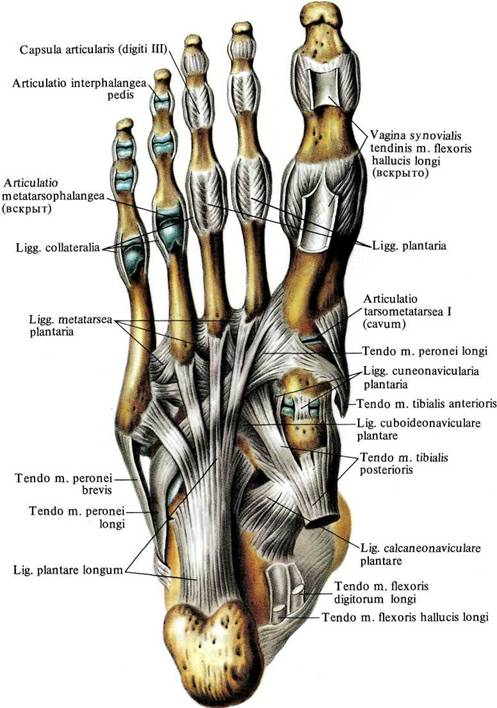 Capsula articularis (digiti III)
Articulatio interphalangea
pedis
Articulatio
metatarsophalangea
(вскрыт)
Ligg. collateralia
Ligg. metatarsea
plantaria
Tendo m. peronei
brevis
Tendo m. peronei
longi
Lig. plantare longum
Vagina synovialis
tendinis m. flexoris
hallucis longi
(вскрыто)
Ligg. plantaria
Articulatio
tarsometatarsea I
(cavum)
Tendo m. peronei longi
Ligg. cuneonavicularia
plantaria
Tendo m. tibialis anterioris
Lig. cuboideonaviculare
plantare
Tendo m. tibialis
posterioris
Lig. calcaneonaviculare
plantare
Tendo m. flexoris
digitorum longi
Tendo m. flexoris hallucis longi